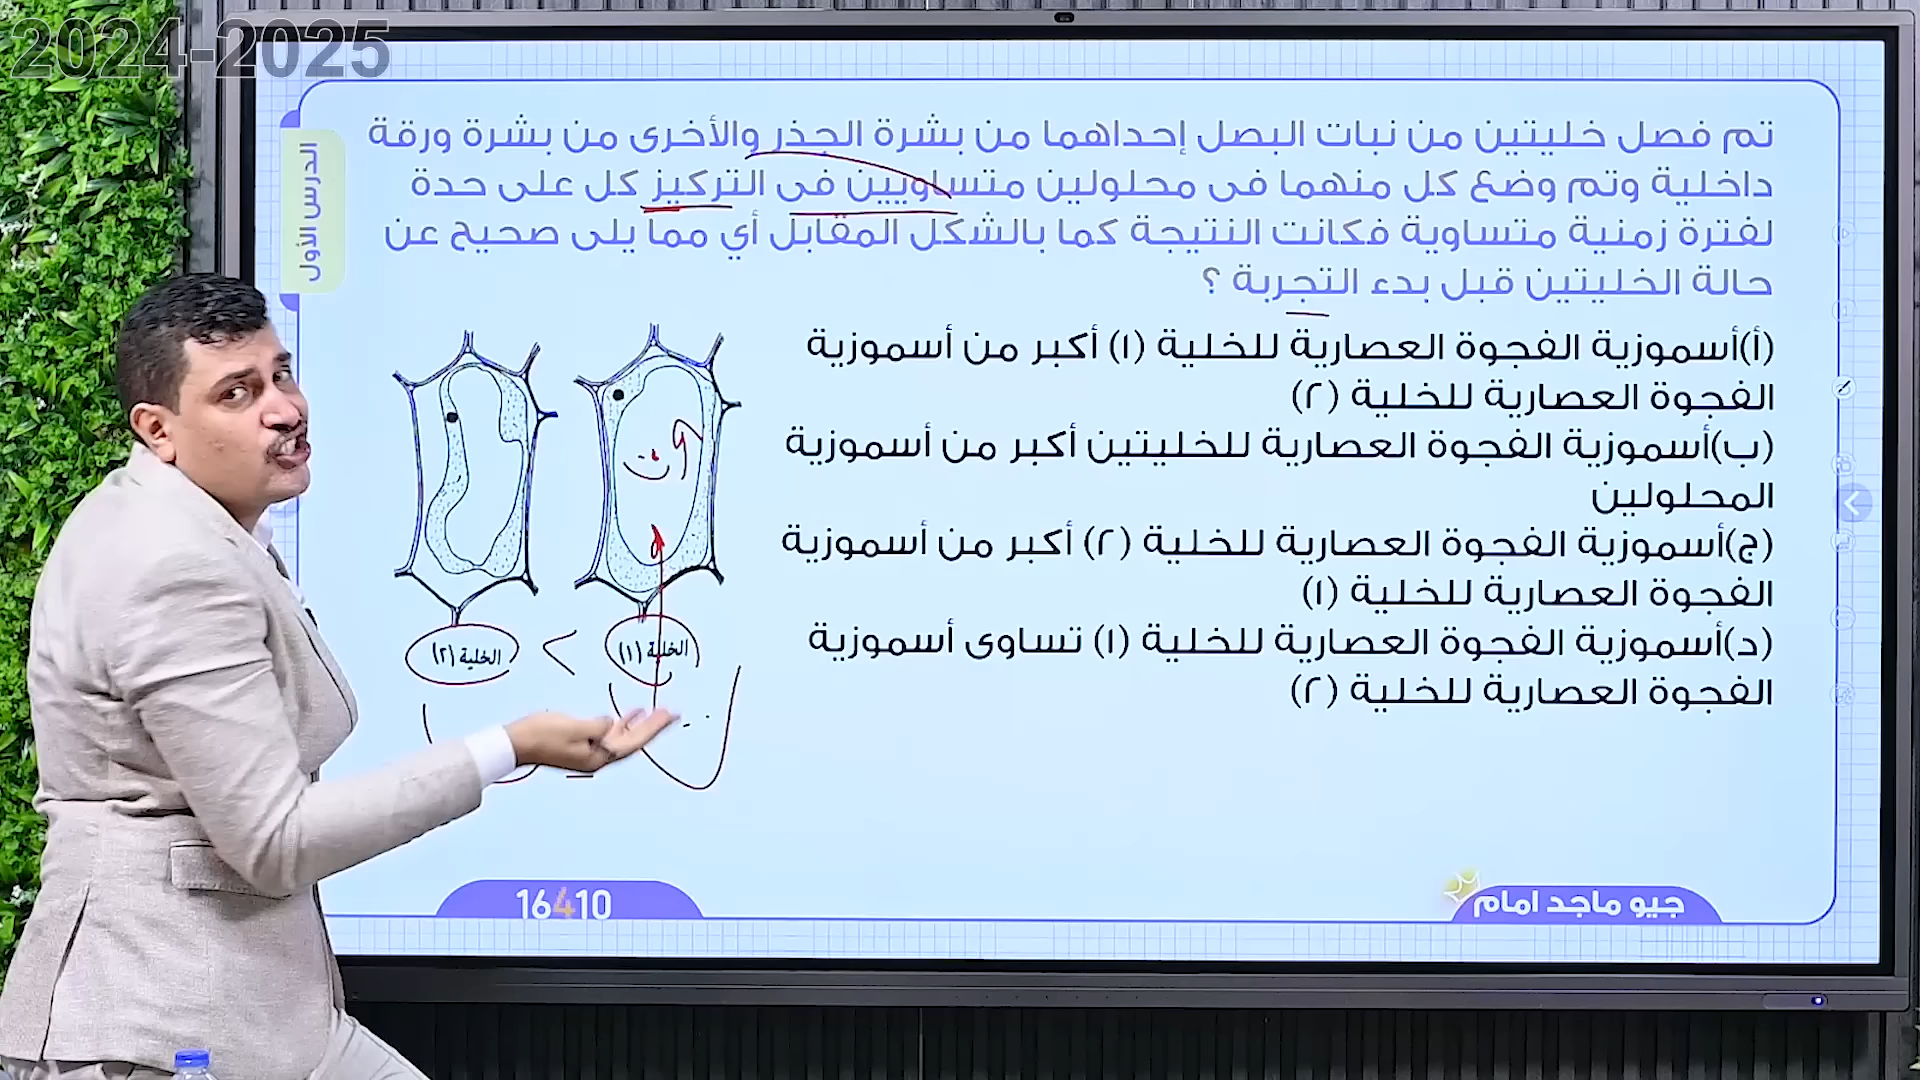 2024-2025
الدرس الأول
تم فصل خليتين من نبات البصل إحداهما من بشرة الجذر والأخرى من بشرة ورقة
داخلية وتم وضع كل منهما فى محلولين متساويين فى التركيز كل على حدة
لفترة زمنية متساوية فكانت النتيجة كما بالشكل المقابل أي مما يلى صحيح عن
حالة الخليتين قبل بدء التجربة ؟
(أ)أسموزية الفجوة العصارية للخلية (١) أكبر من أسموزية
الفجوة العصارية للخلية (٢)
(ب)أسموزية الفجوة العصارية للخليتين أكبر من أسموزية
المحلولين
(ج)أسموزية الفجوة العصارية للخلية (٢) أكبر من أسموزية
الفجوة العصارية للخلية (١)
(د)أسموزية الفجوة العصارية للخلية (١) تساوى أسموزية
الفجوة العصارية للخلية (٢)
الخلية (١)
<
الخلية (٢)
جيو ماجد امام
16410